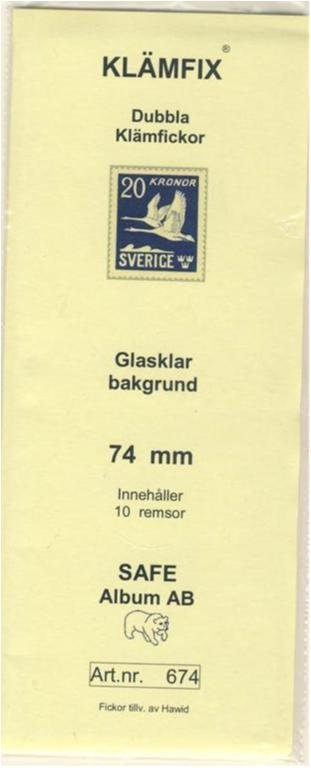 KLÄMFIX®
Dubbla
Klämfickor
20 KRONOR
SVERIGE
Glasklar
bakgrund
74 mm
Innehåller
10 remsor
SAFE
Album AB
Art.nr. 674
Fickor tillv. av Hawid